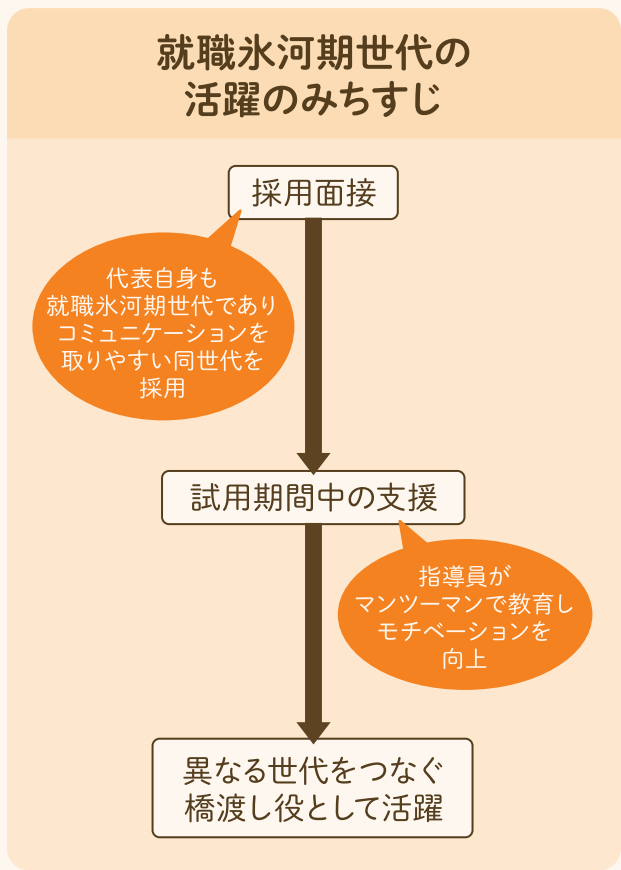 就職氷河期世代の
活躍のみちすじ
採用面接
代表自身も
就職氷河期世代であり
コミュニケーションを
取りやすい同世代を
採用
試用期間中の支援
指導員が
マンツーマンで教育し
モチベーションを
向上
異なる世代をつなぐ
橋渡し役として活躍